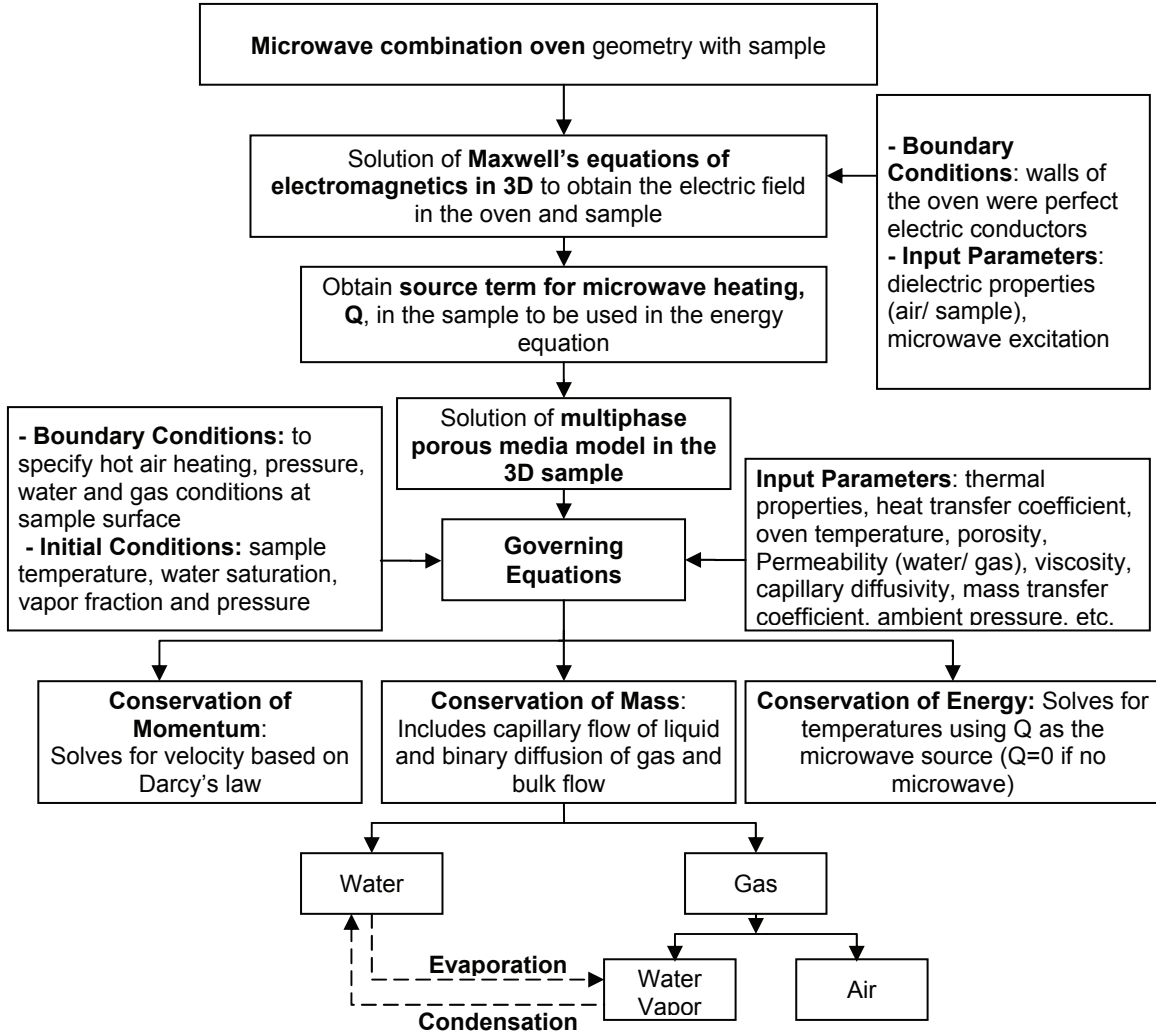 Microwave combination oven geometry with sample
Solution of Maxwell's equations of
electromagnetics in 3D to obtain the electric field
in the oven and sample
- Boundary
Conditions: walls of
the oven were perfect
electric conductors
- Input Parameters:
dielectric properties
(air/ sample),
microwave excitation
Obtain source term for microwave heating,
Q, in the sample to be used in the energy
equation
Solution of multiphase
porous media model in the
3D sample
- Boundary Conditions: to
specify hot air heating, pressure,
water and gas conditions at
sample surface
- Initial Conditions: sample
temperature, water saturation,
vapor fraction and pressure
Governing
Equations
Input Parameters: thermal
properties, heat transfer coefficient,
oven temperature, porosity,
Permeability (water/ gas), viscosity,
capillary diffusivity, mass transfer
coefficient, ambient pressure, etc.
Conservation of
Momentum:
Solves for velocity based on
Darcy's law
Conservation of Mass:
Includes capillary flow of liquid
and binary diffusion of gas and
bulk flow
Conservation of Energy: Solves for
temperatures using Q as the
microwave source (Q=0 if no
microwave)
Water
Gas
Evaporation
Condensation
Water
Vapor
Air